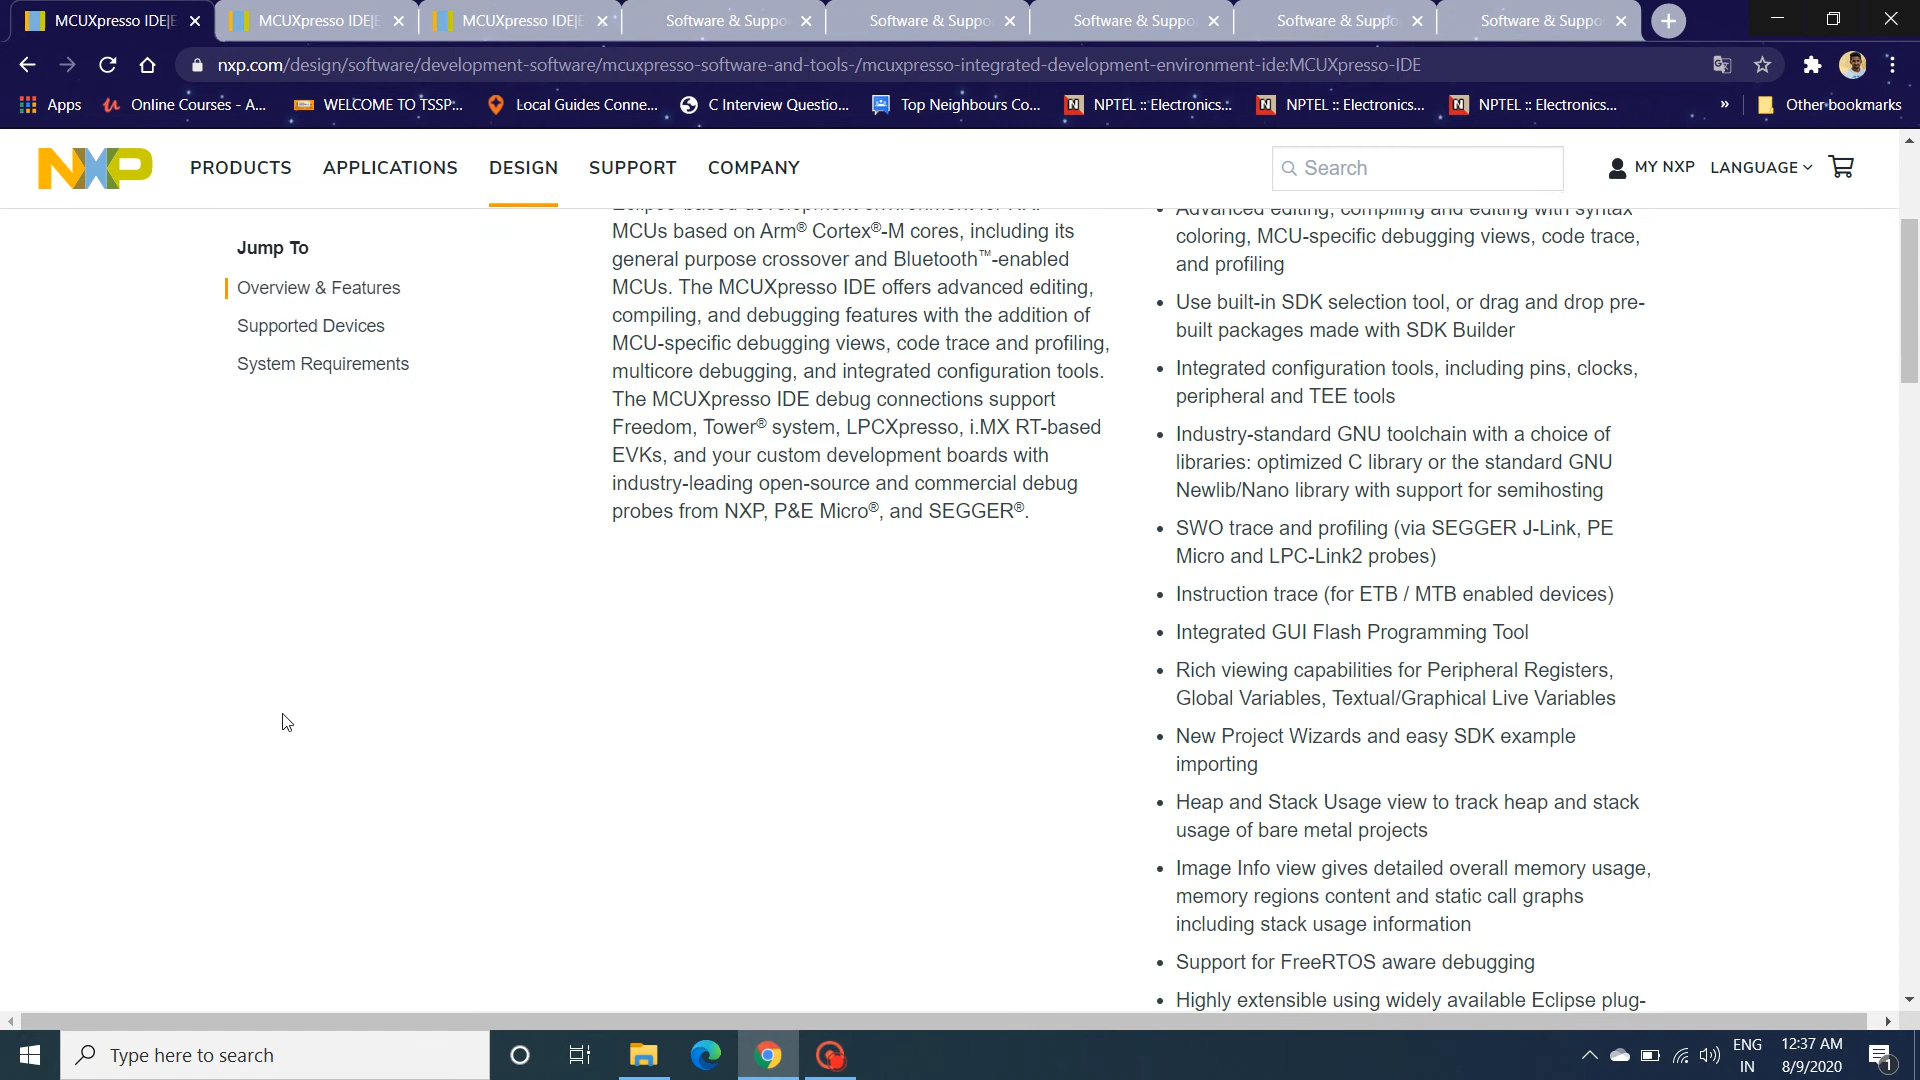 MCUXpresso IDE|E
MCUXpresso IDE|E
MCUXpresso IDE|E
Software & Suppo
Software & Suppo
Software & Suppo
Software & Suppo
Software & Suppo
nxp.com/design/software/development-software/mcuxpresso-software-and-tools-/mcuxpresso-integrated-development-environment-ide:MCUXpresso-IDE
Apps
Online Courses - A...
WELCOME TO TSSP...
Local Guides Conne...
C Interview Questio...
Top Neighbours Co...
NPTEL :: Electronics...
NPTEL :: Electronics...
NPTEL :: Electronics...
»
Other bookmarks
NXP
PRODUCTS
APPLICATIONS
DESIGN
SUPPORT
COMPANY
Search
MY NXP
LANGUAGE
Jump To
Overview & Features
Supported Devices
System Requirements
MCUs based on Arm® Cortex®-M cores, including its
general purpose crossover and Bluetooth™-enabled
MCUs. The MCUXpresso IDE offers advanced editing,
compiling, and debugging features with the addition of
MCU-specific debugging views, code trace and profiling,
multicore debugging, and integrated configuration tools.
The MCUXpresso IDE debug connections support
Freedom, Tower® system, LPCXpresso, i.MX RT-based
EVKs, and your custom development boards with
industry-leading open-source and commercial debug
probes from NXP, P&E Micro®, and SEGGER®.
• Advanced editing, compiling and editing with syntax
coloring, MCU-specific debugging views, code trace,
and profiling
• Use built-in SDK selection tool, or drag and drop pre-
built packages made with SDK Builder
• Integrated configuration tools, including pins, clocks,
peripheral and TEE tools
• Industry-standard GNU toolchain with a choice of
libraries: optimized C library or the standard GNU
Newlib/Nano library with support for semihosting
• SWO trace and profiling (via SEGGER J-Link, PE
Micro and LPC-Link2 probes)
• Instruction trace (for ETB / MTB enabled devices)
• Integrated GUI Flash Programming Tool
• Rich viewing capabilities for Peripheral Registers,
Global Variables, Textual/Graphical Live Variables
• New Project Wizards and easy SDK example
importing
• Heap and Stack Usage view to track heap and stack
usage of bare metal projects
• Image Info view gives detailed overall memory usage,
memory regions content and static call graphs
including stack usage information
• Support for FreeRTOS aware debugging
• Highly extensible using widely available Eclipse plug-
Type here to search
ENG
IN
12:37 AM
8/9/2020
1